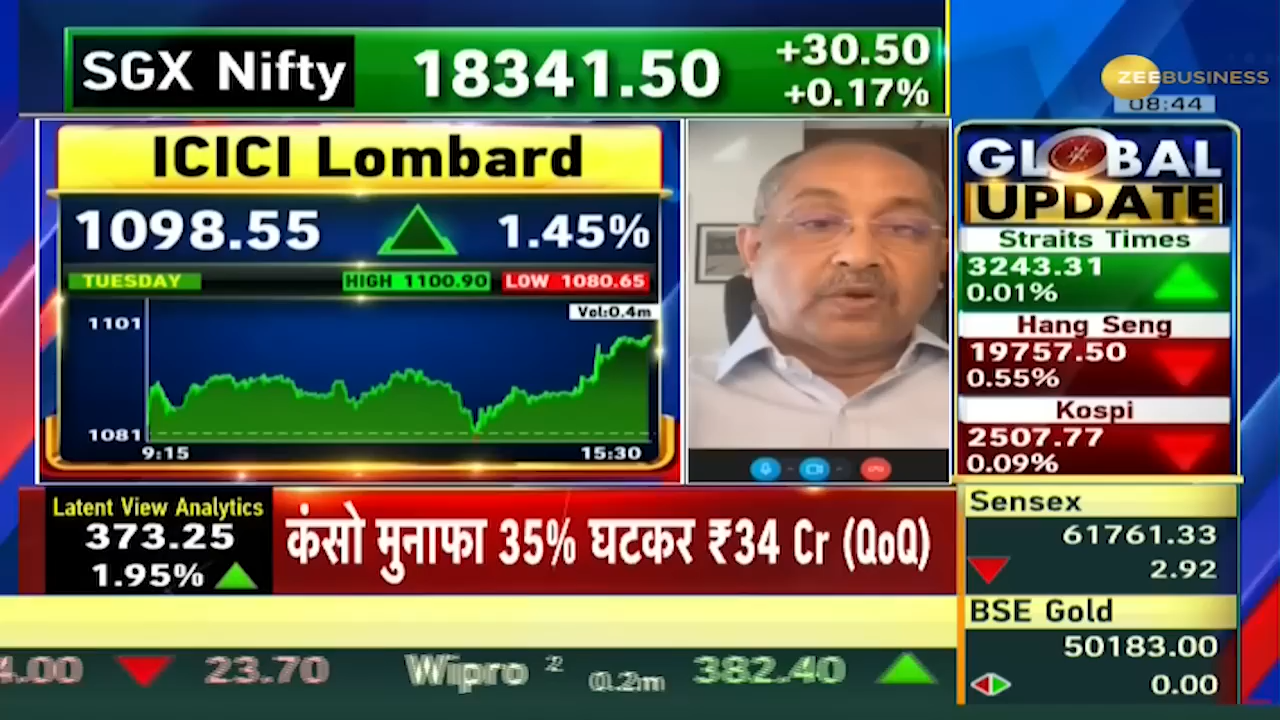 SGX Nifty
18341.50
+30.50
+0.17%
ZEEBUSINESS
08:44
ICICI Lombard
1098.55
1.45%
TUESDAY
HIGH 1100.90
LOW 1080.65
Vol:0.4m
1101
1081
9:15
15:30
GLOBAL
UPDATE
Straits Times
3243.31
0.01%
Hang Seng
19757.50
0.55%
Kospi
2507.77
0.09%
Latent View Analytics
373.25
1.95%
कंसो मुनाफा 35% घटकर ₹34 Cr (QoQ)
Sensex
61761.33
2.92
BSE Gold
50183.00
0.00
4.00
23.70
Wipro 2
0.2m
382.40